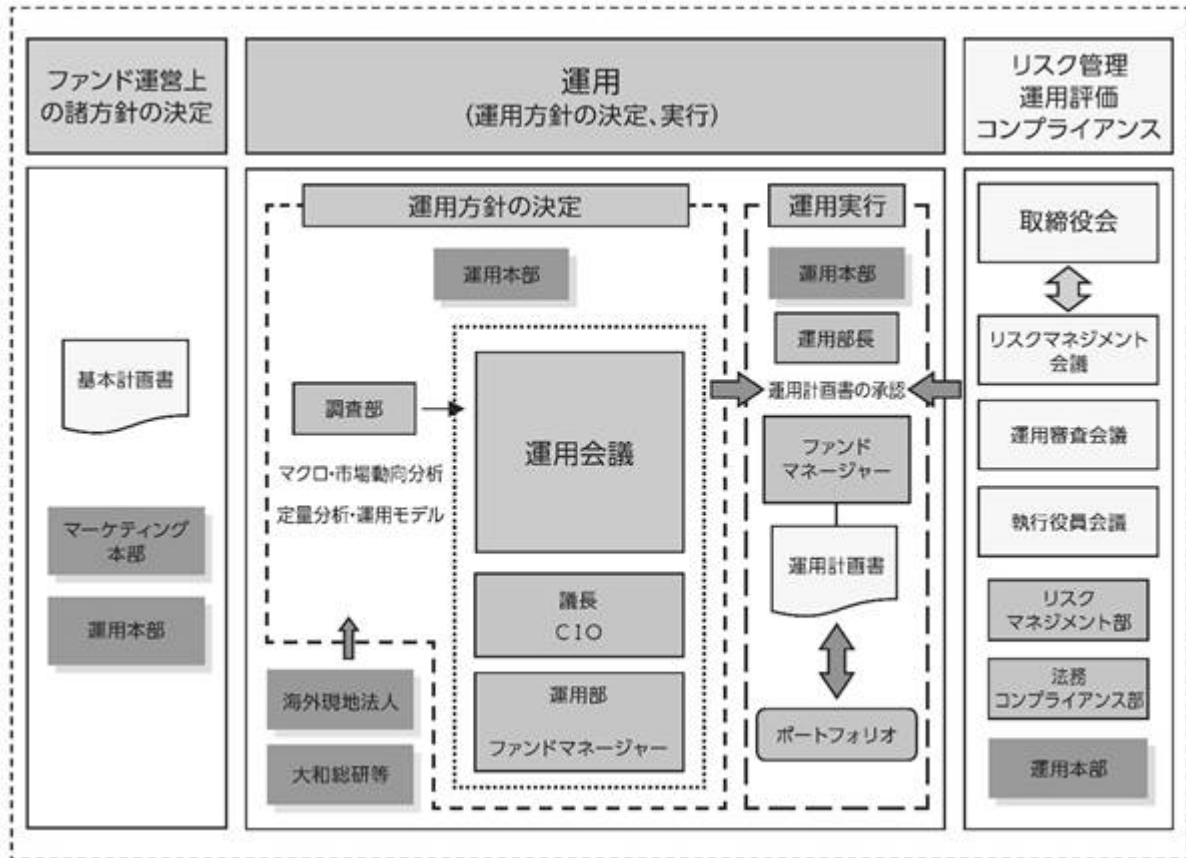 ファンド運営上
の諸方針の決定
運用
(運用方針の決定、実行)
リスク管理
運用評価
コンプライアンス
基本計画書
マーケティング
本部
運用本部
運用方針の決定
運用本部
調査部
マクロ・市場動向分析
定量分析・運用モデル
運用会議
議長
CIO
運用部
ファンドマネージャー
海外現地法人
大和総研等
運用実行
運用本部
運用部長
運用計画書の承認
ファンド
マネージャー
運用計画書
ポートフォリオ
取締役会
リスクマネジメント
会議
運用審査会議
執行役員会議
リスク
マネジメント部
法務
コンプライアンス部
運用本部